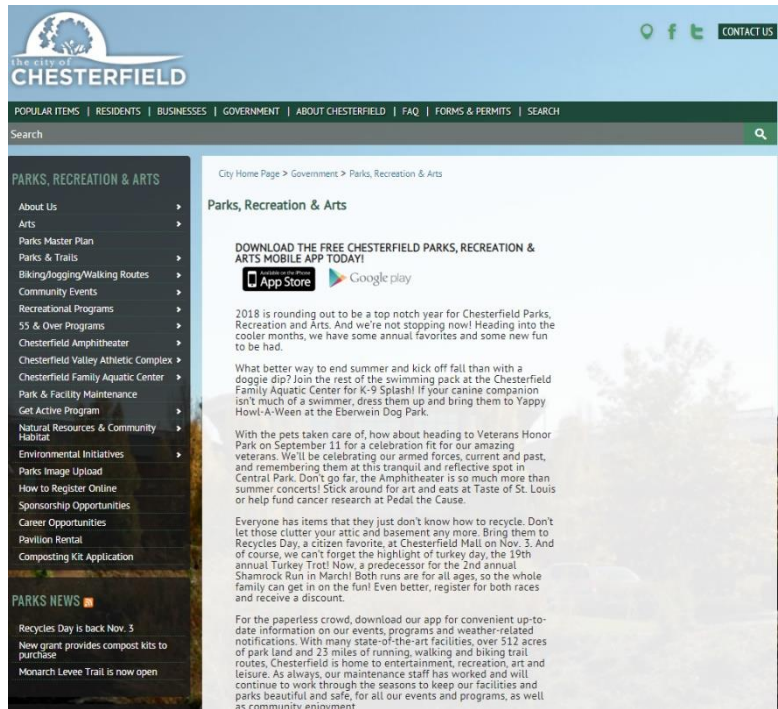 the city of
CHESTERFIELD
CONTACT US
POPULAR ITEMS | RESIDENTS | BUSINESSES | GOVERNMENT | ABOUT CHESTERFIELD | FAQ | FORMS & PERMITS | SEARCH
Search
PARKS, RECREATION & ARTS
About Us
Arts
Parks Master Plan
Parks & Trails
Biking/Jogging/Walking Routes
Community Events
Recreational Programs
55 & Over Programs
Chesterfield Amphitheater
Chesterfield Valley Athletic Complex
Chesterfield Family Aquatic Center
Park & Facility Maintenance
Get Active Program
Natural Resources & Community
Habitat
Environmental Initiatives
Parks Image Upload
How to Register Online
Sponsorship Opportunities
Career Opportunities
Pavilion Rental
Composting Kit Application
PARKS NEWS
Recycles Day is back Nov. 3
New grant provides compost kits to
purchase
Monarch Levee Trail is now open
City Home Page > Government > Parks, Recreation & Arts
Parks, Recreation & Arts
DOWNLOAD THE FREE CHESTERFIELD PARKS, RECREATION &
ARTS MOBILE APP TODAY!
Available on the iPhone
App Store
Google play
2018 is rounding out to be a top notch year for Chesterfield Parks,
Recreation and Arts. And we're not stopping now! Heading into the
cooler months, we have some annual favorites and some new fun
to be had.
What better way to end summer and kick off fall than with a
doggie dip? Join the rest of the swimming pack at the Chesterfield
Family Aquatic Center for K-9 Splash! If your canine companion
isn't much of a swimmer, dress them up and bring them to Yappy
Howl-A-Ween at the Eberwein Dog Park.
With the pets taken care of, how about heading to Veterans Honor
Park on September 11 for a celebration fit for our amazing
veterans. We'll be celebrating our armed forces, current and past,
and remembering them at this tranquil and reflective spot in
Central Park. Don't go far, the Amphitheater is so much more than
summer concerts! Stick around for art and eats at Taste of St. Louis
or help fund cancer research at Pedal the Cause.
Everyone has items that they just don't know how to recycle. Don't
let those clutter your attic and basement any more. Bring them to
Recycles Day, a citizen favorite, at Chesterfield Mall on Nov. 3. And
of course, we can't forget the highlight of turkey day, the 19th
annual Turkey Trot! Now, a predecessor for the 2nd annual
Shamrock Run in March! Both runs are for all ages, so the whole
family can get in on the fun! Even better, register for both races
and receive a discount.
For the paperless crowd, download our app for convenient up-to-
date information on our events, programs and weather-related
notifications. With many state-of-the-art facilities, over 512 acres
of park land and 23 miles of running, walking and biking trail
routes, Chesterfield is home to entertainment, recreation, art and
leisure. As always, our maintenance staff has worked and will
continue to work through the seasons to keep our facilities and
parks beautiful and safe, for all our events and programs, as well
as community enjoyment.